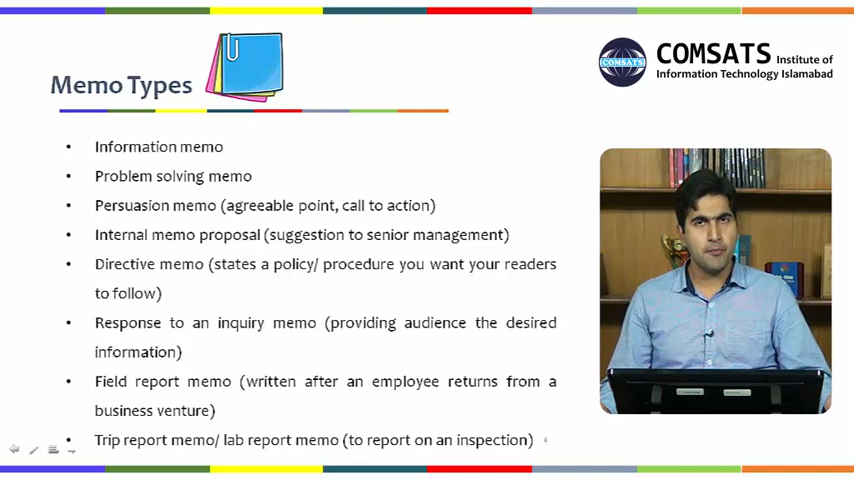 COMSATS Institute of
COMSATS
Information Technology Islamabad
Memo Types
• Information memo
• Problem solving memo
• Persuasion memo (agreeable point, call to action)
• Internal memo proposal (suggestion to senior management)
• Directive memo (states a policy/ procedure you want your readers
to follow)
• Response to an inquiry memo (providing audience the desired
information)
• Field report memo (written after an employee returns from a
business venture)
• Trip report memo/ lab report memo (to report on an inspection)
4